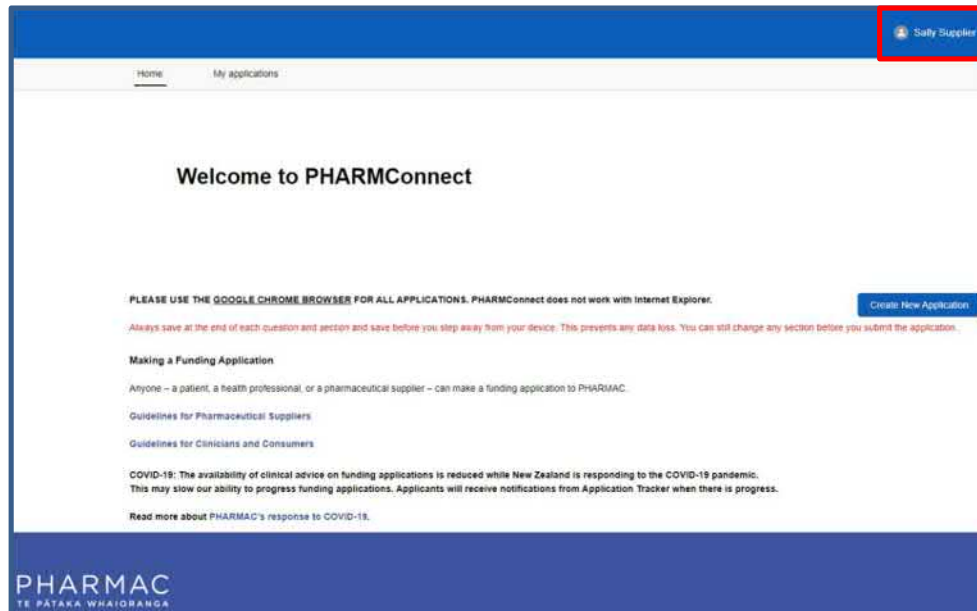 Sally Supplier
Home My applications
Welcome to PHARMConnect
PLEASE USE THE GOOGLE CHROME BROWSER FOR ALL APPLICATIONS. PHARMConnect does not work with Internet Explorer.
Create New Application
Always save at the end of each question and section and save before you step away from your device. This prevents any data loss. You can still change any section before you submit the application.
Making a Funding Application
Anyone – a patient, a health professional, or a pharmaceutical supplier – can make a funding application to PHARMAC.
Guidelines for Pharmaceutical Suppliers
Guidelines for Clinicians and Consumers
COVID-19: The availability of clinical advice on funding applications is reduced while New Zealand is responding to the COVID-19 pandemic.
This may slow our ability to progress funding applications. Applicants will receive notifications from Application Tracker when there is progress.
Read more about PHARMAC's response to COVID-19.
PHARMAC
TE PĀTAKA WHAIORANGA